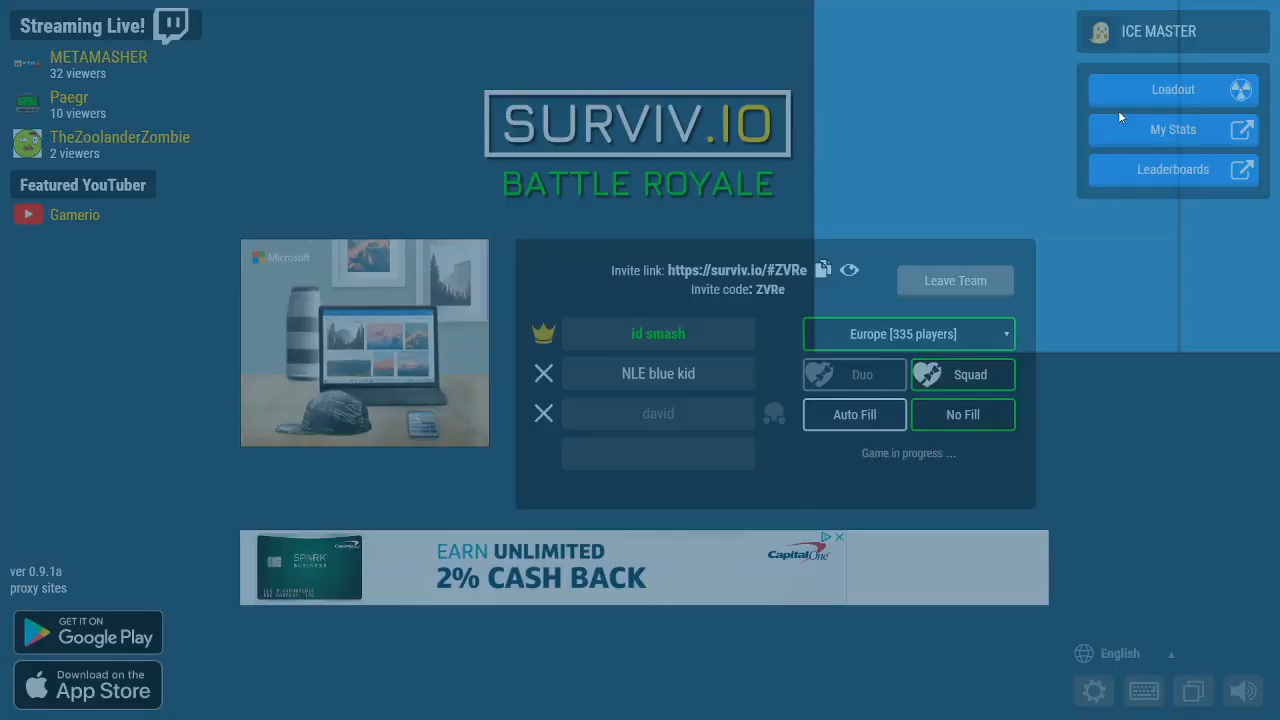 Streaming Live!
METAMASHER
32 viewers
Paegr
10 viewers
TheZoolanderZombie
2 viewers
Featured YouTuber
Gamerio
SURVIV.IO
BATTLE ROYALE
ICE MASTER
Loadout
My Stats
Leaderboards
Microsoft
Invite link: https://surviv.io/#ZVRe
Invite code: ZVRe
Leave Team
id smash
NLE blue kid
david
Europe [335 players]
Duo
Squad
Auto Fill
No Fill
Game in progress ...
SPARK
BUSINESS
EARN UNLIMITED
2% CASH BACK
Capital One
ver 0.9.1a
proxy sites
GET IT ON
Google Play
Download on the
App Store
English